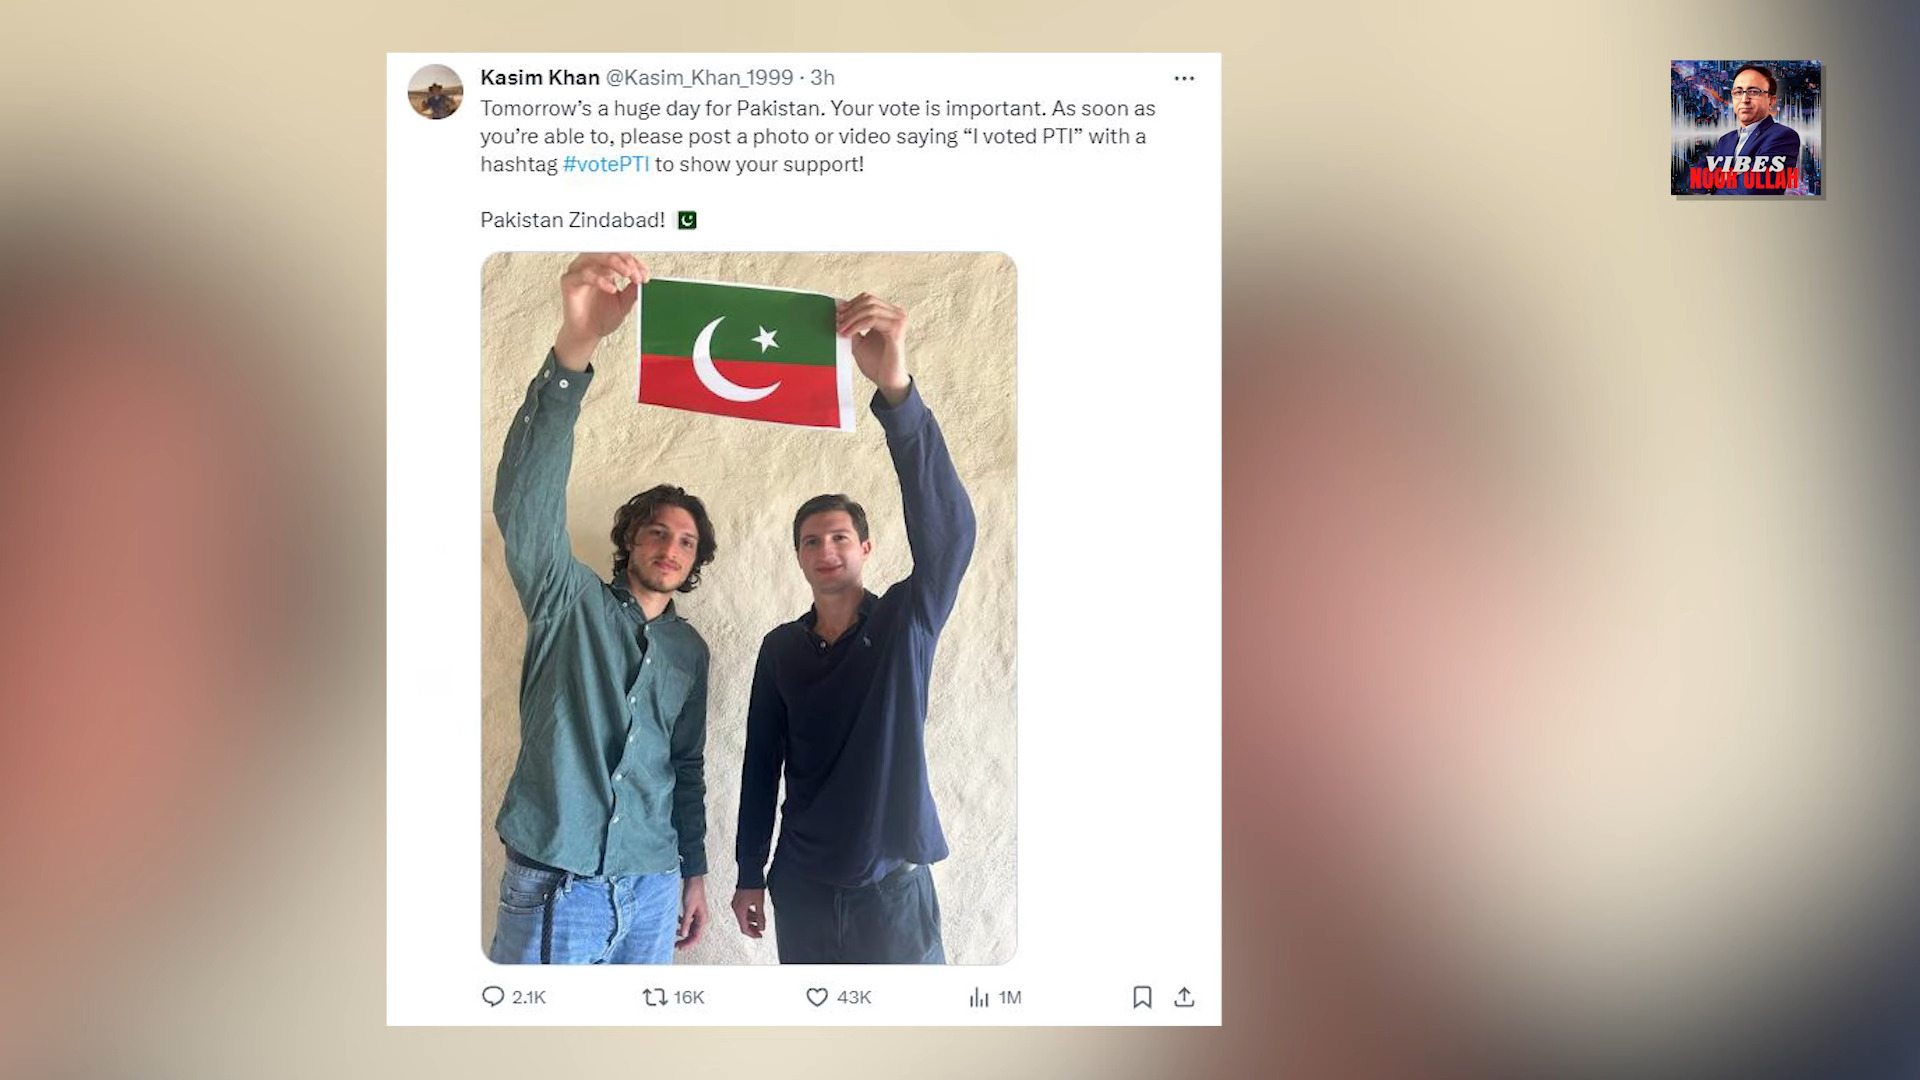 Kasim Khan @Kasim_Khan_1999 · 3h
Tomorrow’s a huge day for Pakistan. Your vote is important. As soon as
you’re able to, please post a photo or video saying “I voted PTI” with a
hashtag #votePTI to show your support!
Pakistan Zindabad!
2.1K
16K
43K
1M
VIBES
NOOR ULLAH